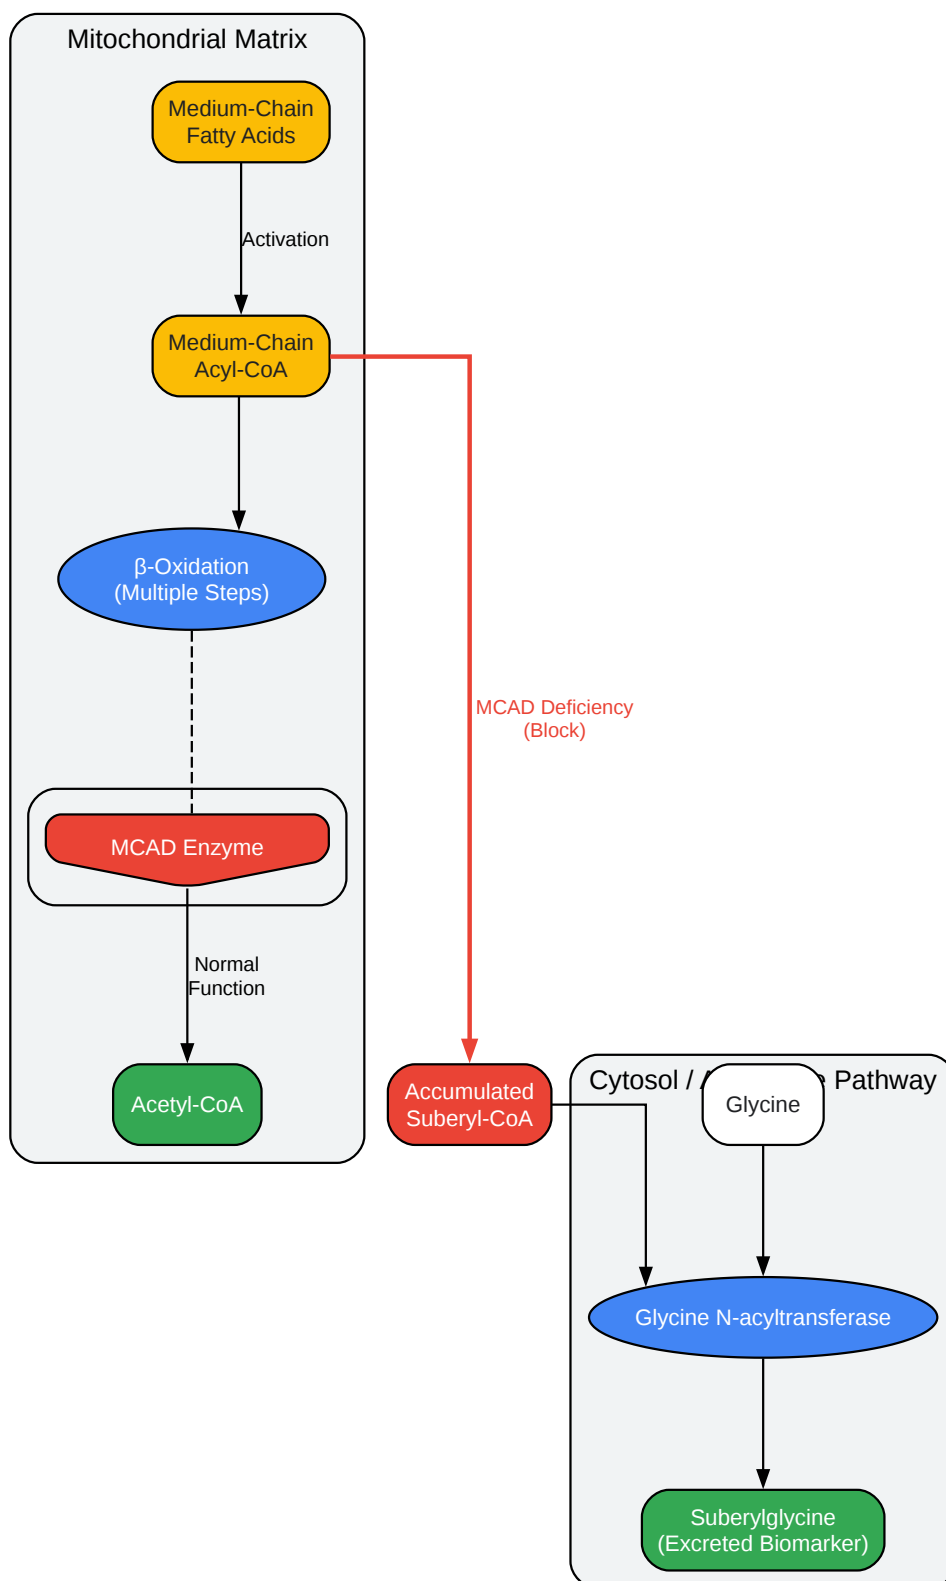 Mitochondrial Matrix
Medium-Chain
Fatty Acids
Activation
Medium-Chain
Acyl-CoA
β-Oxidation
(Multiple Steps)
MCAD Deficiency
(Block)
MCAD Enzyme
Normal
Function
Acetyl-CoA
Accumulated
Suberyl-CoA
Cytosol / Pathway
Glycine
Glycine N-acyltransferase
Suberylglycine
(Excreted Biomarker)